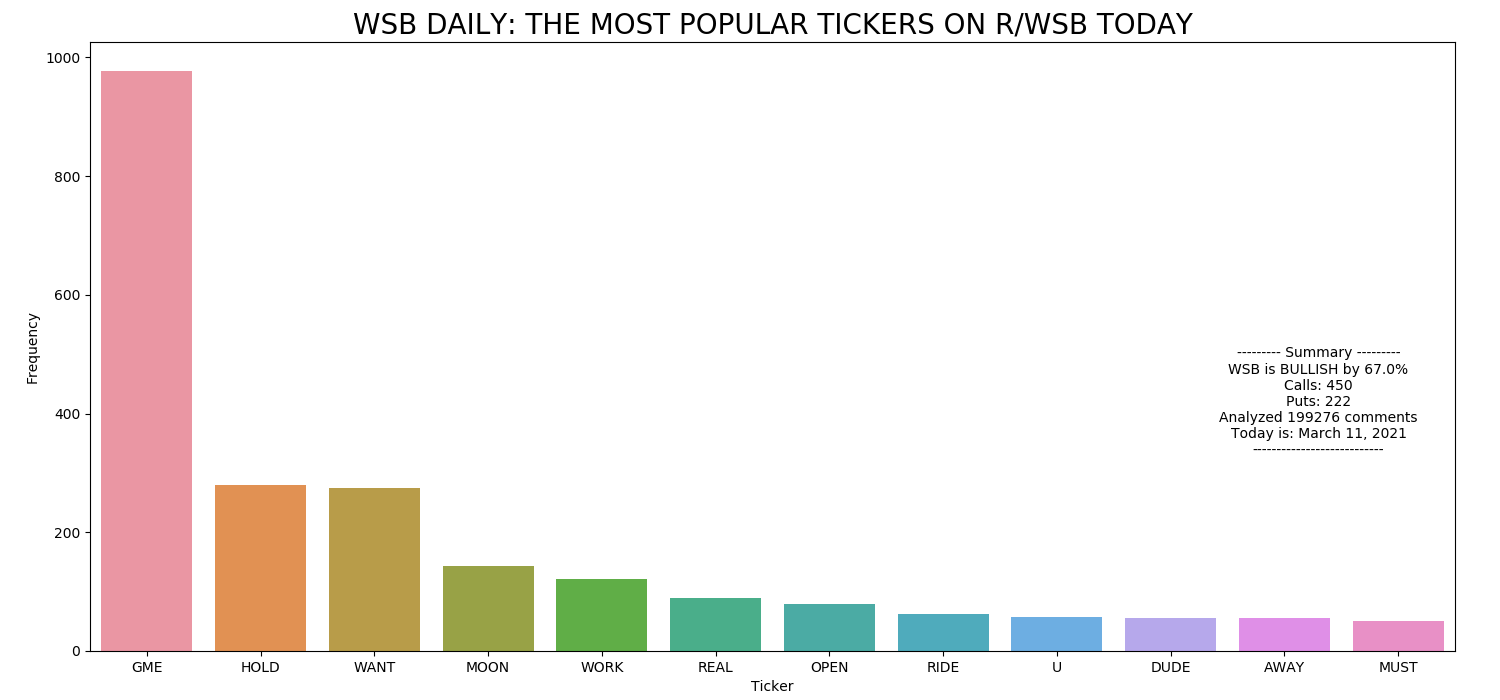 WSB DAILY: THE MOST POPULAR TICKERS ON R/WSB TODAY
1000
800
600
400
200
0
Frequency
--------- Summary ---------
WSB is BULLISH by 67.0%
Calls: 450
Puts: 222
Analyzed 199276 comments
Today is: March 11, 2021
---------------------------
GME HOLD WANT MOON WORK REAL OPEN RIDE U DUDE AWAY MUST
Ticker